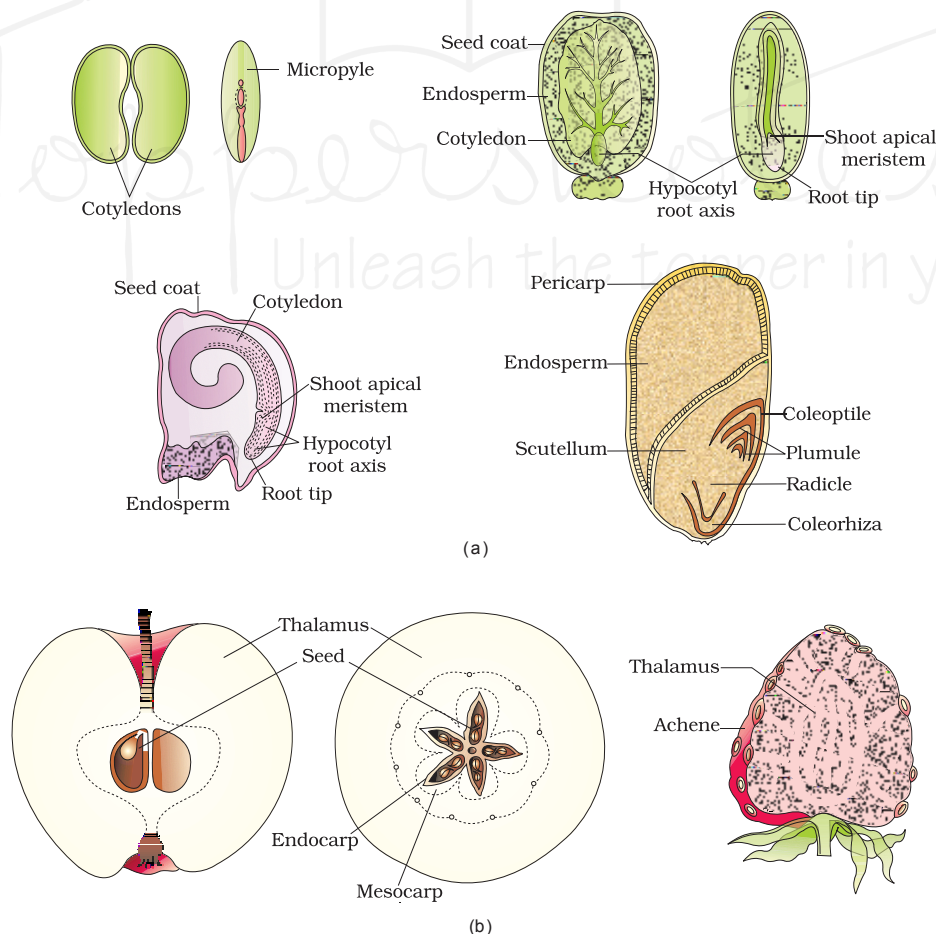 Micropyle
Cotyledons
Seed coat
Endosperm
Cotyledon
Hypocotyl
root axis
Shoot apical
meristem
Root tip
Seed coat
Cotyledon
Shoot apical
meristem
Hypocotyl
root axis
Root tip
Endosperm
Pericarp
Endosperm
Scutellum
Coleoptile
Plumule
Radicle
Coleorhiza
(a)
Thalamus
Seed
Endocarp
Mesocarp
Thalamus
Achene
(b)
Unleash the topper in y